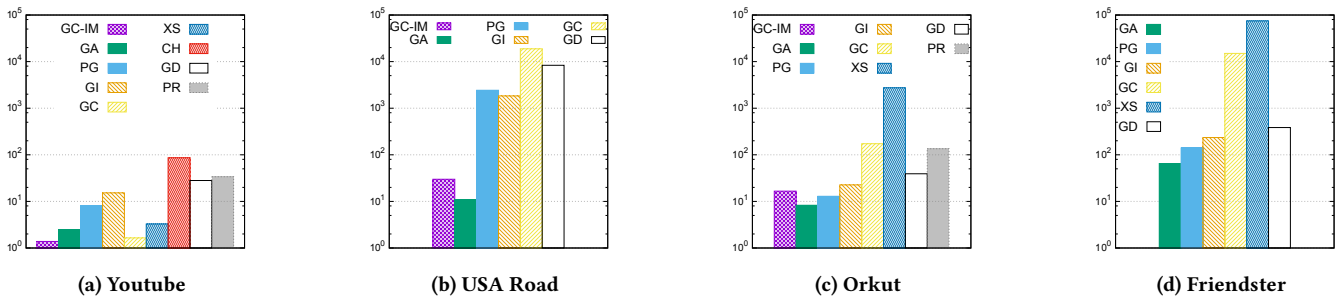 10^5
10^4
10^3
10^2
10^1
10^0
GC-IM
GA
PG
GI
GC
XS
CH
GD
PR
(a) Youtube
10^5
10^4
10^3
10^2
10^1
10^0
GC-IM
GA
PG
GI
GC
GD
(b) USA Road
10^5
10^4
10^3
10^2
10^1
10^0
GC-IM
GA
PG
GI
GC
XS
GD
PR
(c) Orkut
10^5
10^4
10^3
10^2
10^1
10^0
GA
PG
GI
GC
XS
GD
(d) Friendster